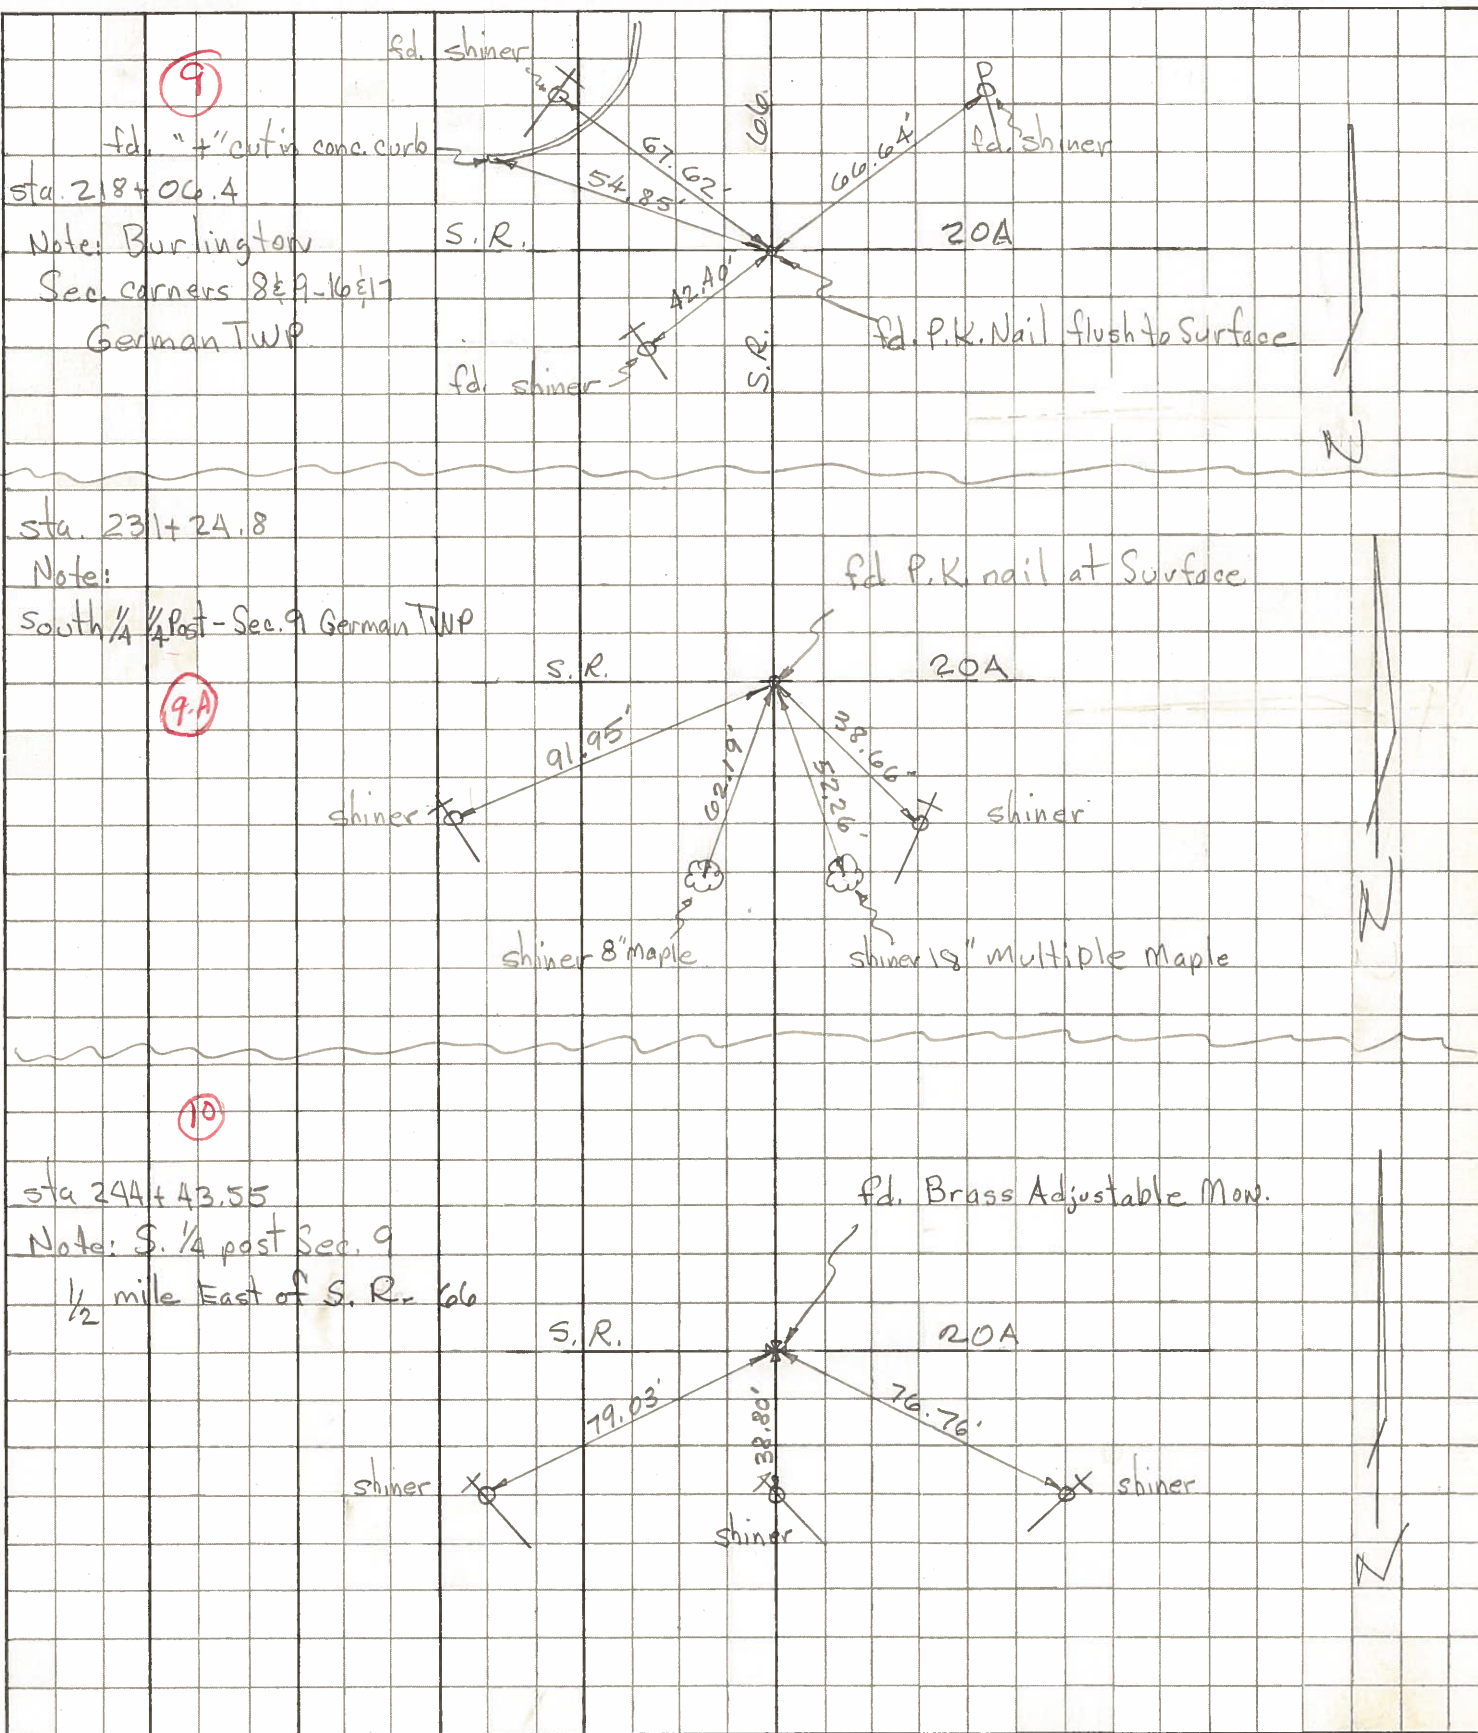 9
fd. shiner
fd. "+" cut in conc. curb
sta. 218+06.4
Note: Burlington
Sec. corners 8&9-16&17
German TWP.
67.62'
54.85'
66.64'
42.40'
66
P
fd. shiner
S.R.
20A
S.R.
fd. P.K. Nail flush to Surface
fd. shiner
N
sta. 231+24.8
Note:
South 1/4 1/4 Post - Sec. 9 German TWP
9.A
fd P.K. nail at Surface
S.R.
20A
91.95'
62.19'
52.26'
38.66'
shiner
shiner
shiner 8" maple
shiner 18" Multiple Maple
N
10
sta 244+43.55
Note: S. 1/4 post Sec. 9
1/2 mile East of S. R. 66
fd. Brass Adjustable Mon.
S.R.
20A
79.03'
38.80'
76.76'
shiner
shiner
shiner
N